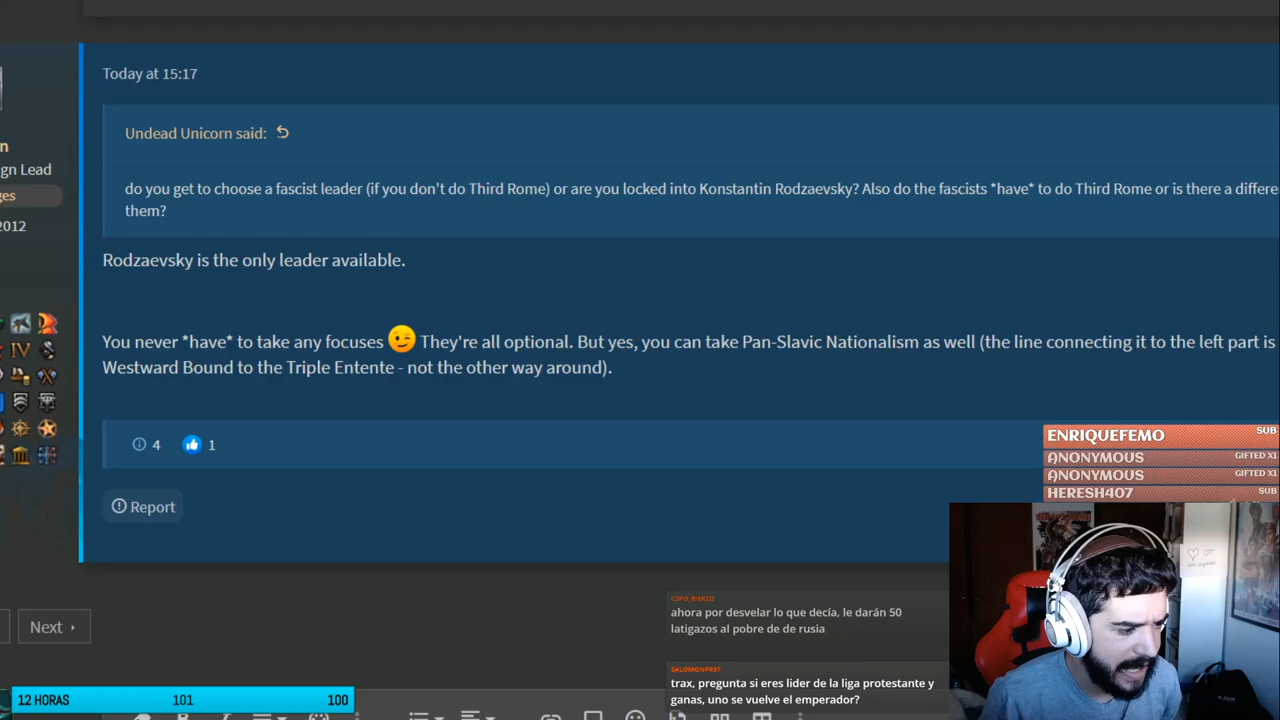 Today at 15:17
Undead Unicorn said:
do you get to choose a fascist leader (if you don't do Third Rome) or are you locked into Konstantin Rodzaevsky? Also do the fascists *have* to do Third Rome or is there a differe
them?
n
gn Lead
ges
2012
Rodzaevsky is the only leader available.
You never *have* to take any focuses 😉 They're all optional. But yes, you can take Pan-Slavic Nationalism as well (the line connecting it to the left part is
Westward Bound to the Triple Entente - not the other way around).
4 1
Report
Next
ENRIQUEFEMO SUB
ANONYMOUS GIFTED X1
ANONYMOUS GIFTED X1
HERESH407 SUB
C3PO_BIERZO
ahora por desvelar lo que decía, le darán 50
latigazos al pobre de de rusia
SALOMONPR97
trax, pregunta si eres lider de la liga protestante y
ganas, uno se vuelve el emperador?
12 HORAS 101 100